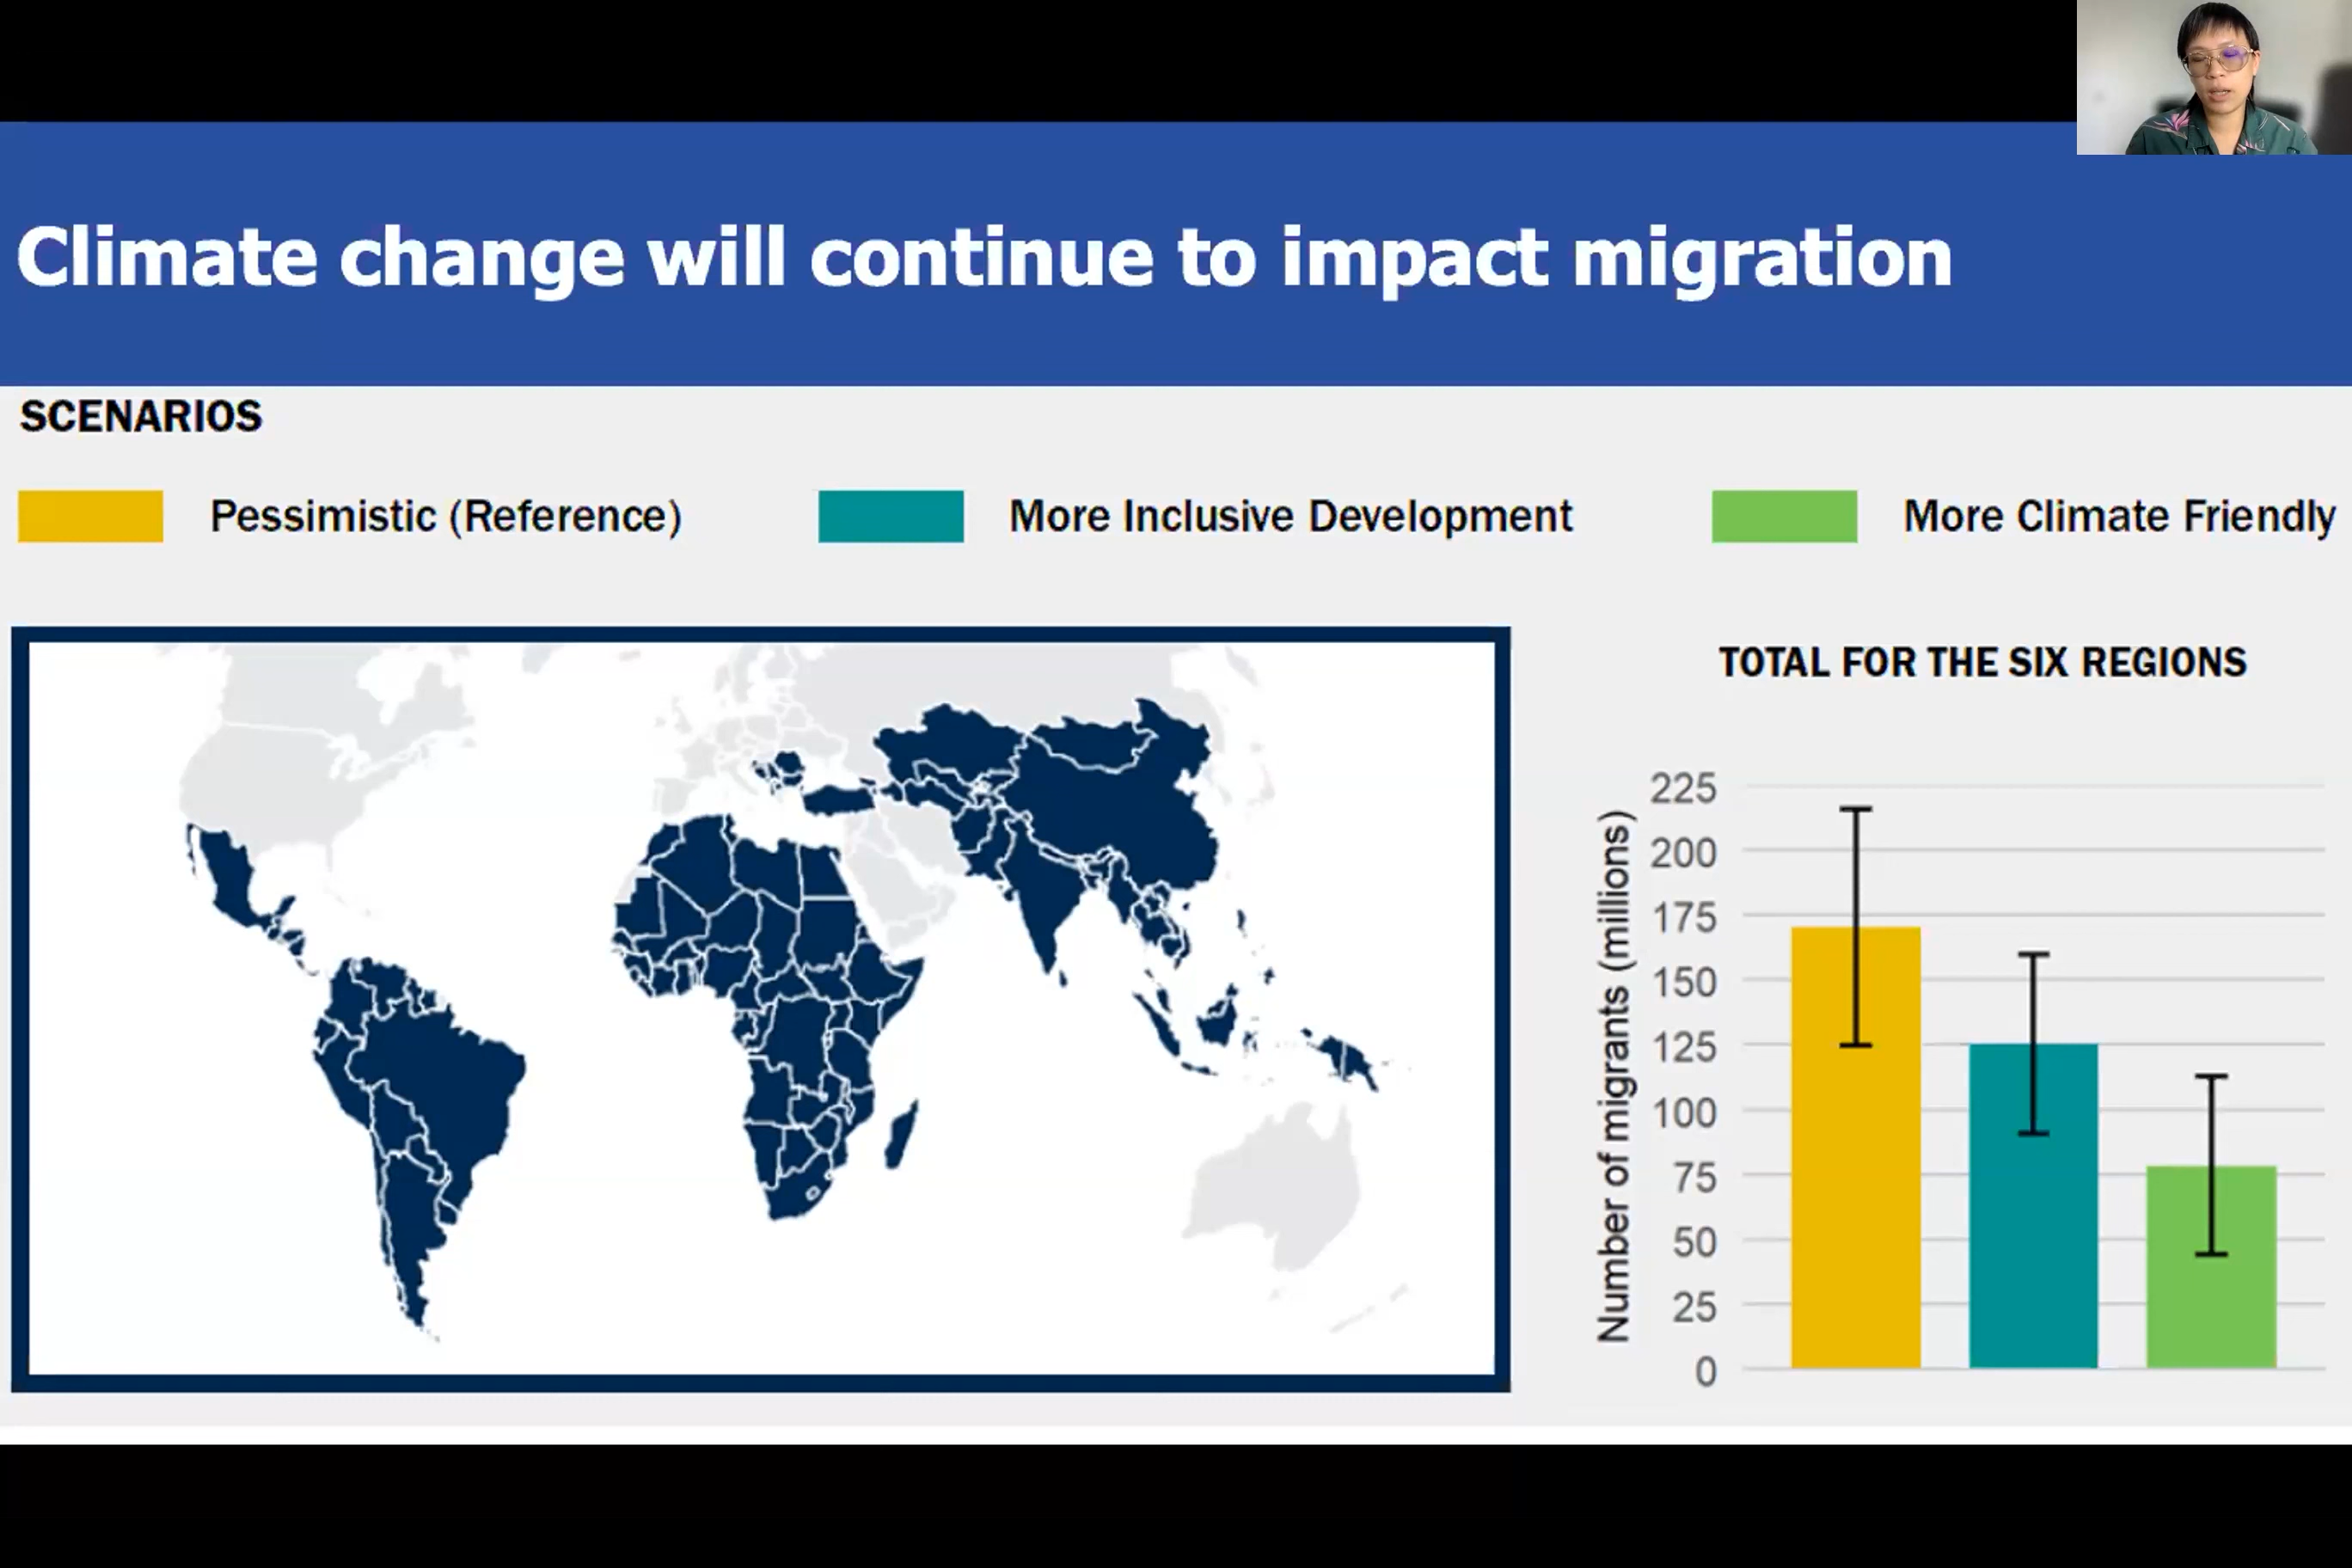 Climate change will continue to impact migration
SCENARIOS
Pessimistic (Reference)
More Inclusive Development
More Climate Friendly
TOTAL FOR THE SIX REGIONS
Number of migrants (millions)
225
200
175
150
125
100
75
50
25
0